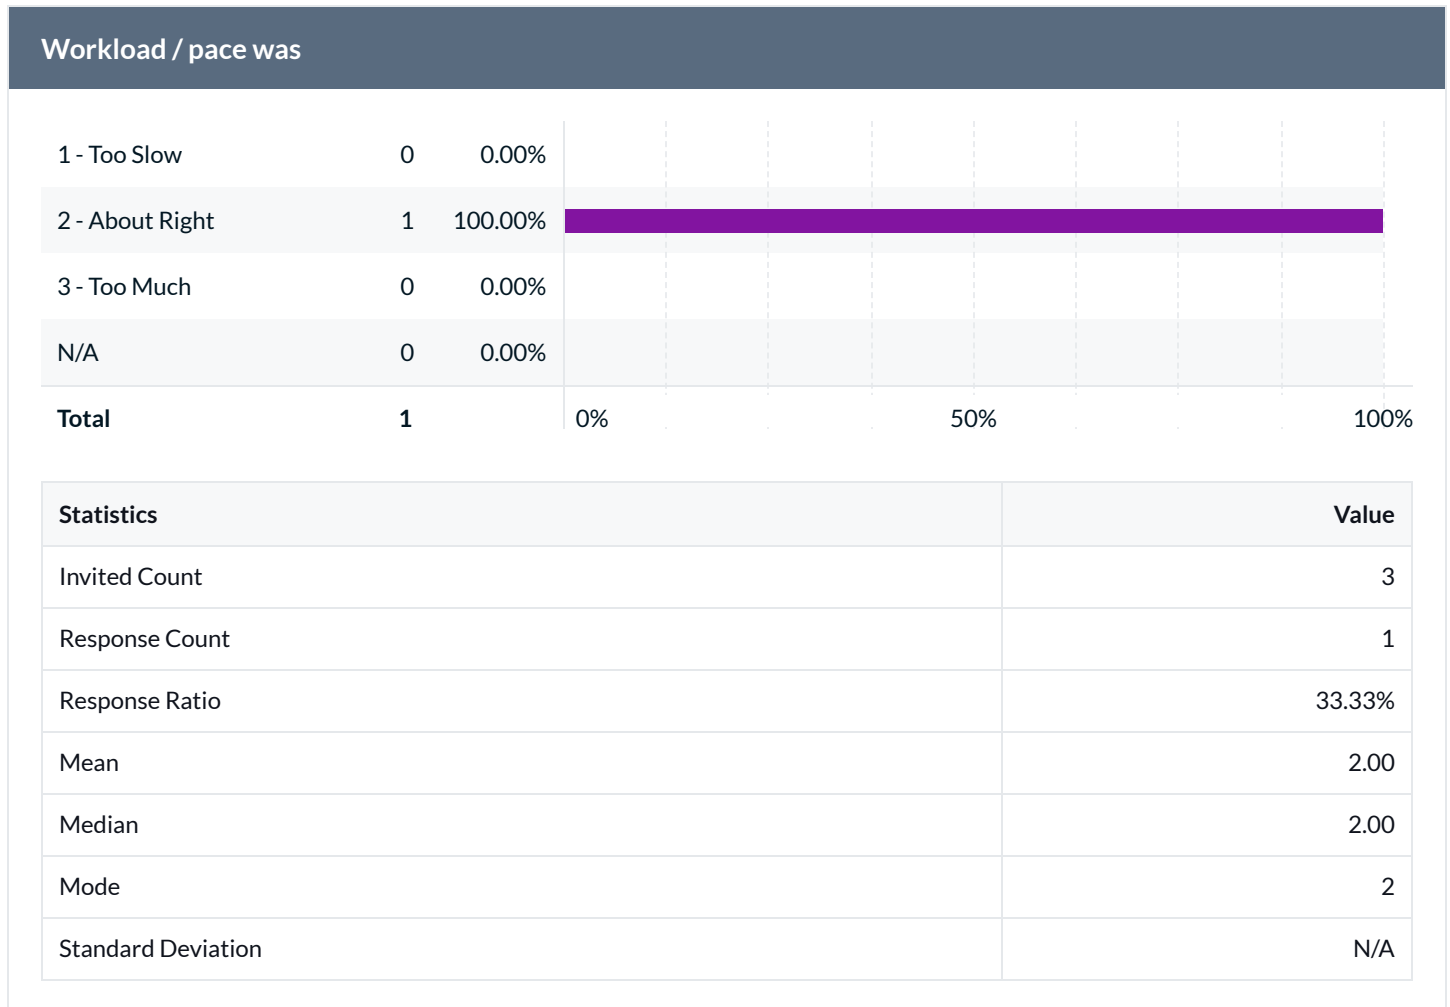 Workload / pace was
1 - Too Slow 0 0.00%
2 - About Right 1 100.00%
3 - Too Much 0 0.00%
N/A 0 0.00%
Total 1 0% 50% 100%
Statistics Value
Invited Count 3
Response Count 1
Response Ratio 33.33%
Mean 2.00
Median 2.00
Mode 2
Standard Deviation N/A